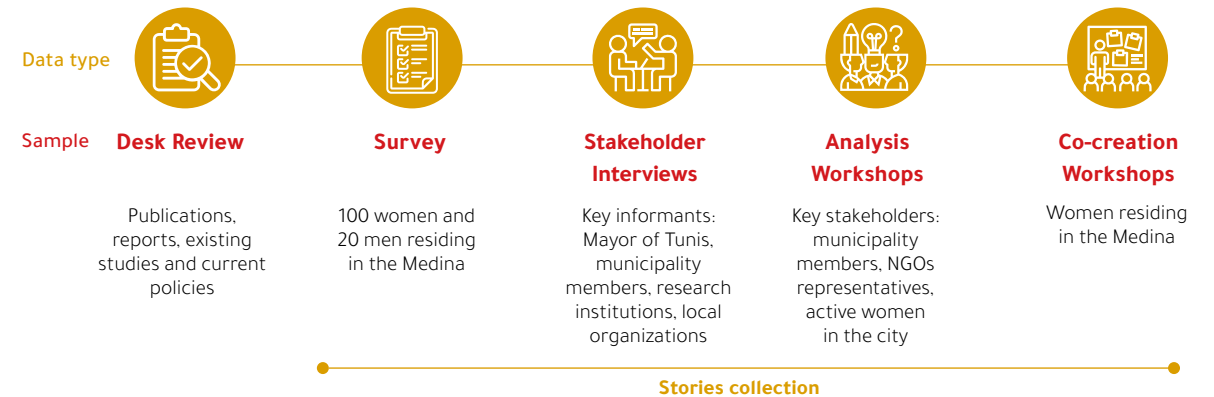 Data type
Sample
Desk Review
Publications,
reports, existing
studies and current
policies
Survey
100 women and
20 men residing
in the Medina
Stakeholder
Interviews
Key informants:
Mayor of Tunis,
municipality
members, research
institutions, local
organizations
Analysis
Workshops
Key stakeholders:
municipality
members, NGOs
representatives,
active women
in the city
Co-creation
Workshops
Women residing
in the Medina
Stories collection